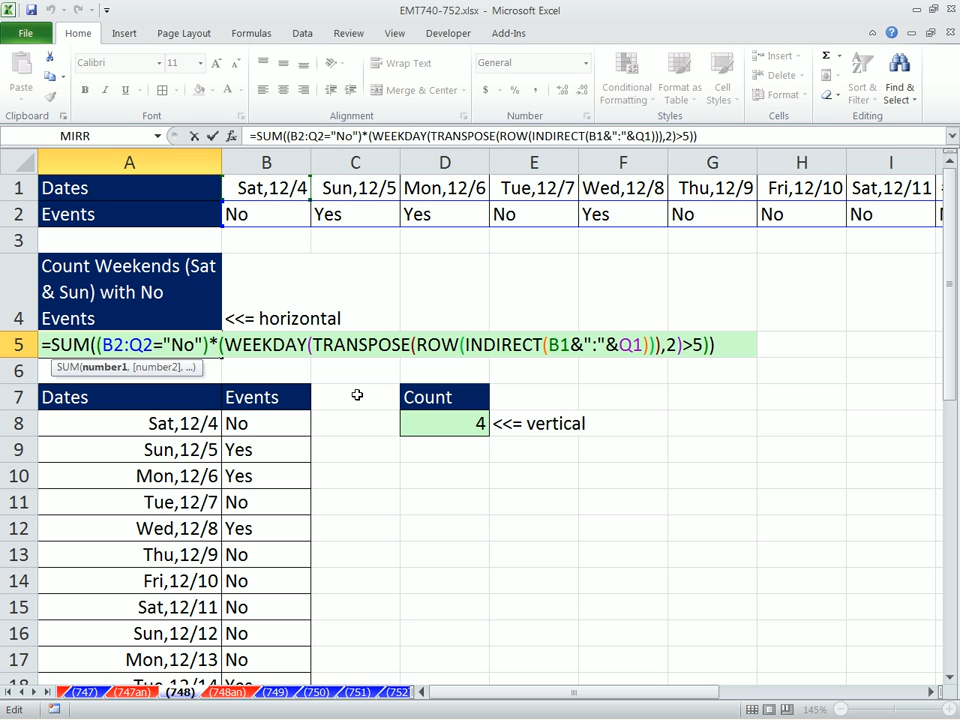 EMT740-752.xlsx - Microsoft Excel
File Home Insert Page Layout Formulas Data Review View Developer Add-Ins
Paste
Calibri 11
Wrap Text
Merge & Center
General
Conditional Formatting
Format as Table
Cell Styles
Insert
Delete
Format
Sort & Filter
Find & Select
Clipboard Font Alignment Number Styles Cells Editing
MIRR =SUM((B2:Q2="No")*(WEEKDAY(TRANSPOSE(ROW(INDIRECT(B1&":"&Q1))),2)>5))
A B C D E F G H I
1 Dates Sat,12/4 Sun,12/5 Mon,12/6 Tue,12/7 Wed,12/8 Thu,12/9 Fri,12/10 Sat,12/11
2 Events No Yes Yes No Yes No No No
3
Count Weekends (Sat
& Sun) with No
4 Events <<= horizontal
5 =SUM((B2:Q2="No")*(WEEKDAY(TRANSPOSE(ROW(INDIRECT(B1&":"&Q1))),2)>5))
6 SUM(number1, [number2], ...)
7 Dates Events Count
8 Sat,12/4 No 4 <<= vertical
9 Sun,12/5 Yes
10 Mon,12/6 Yes
11 Tue,12/7 No
12 Wed,12/8 Yes
13 Thu,12/9 No
14 Fri,12/10 No
15 Sat,12/11 No
16 Sun,12/12 No
17 Mon,12/13 No
18 Tue,12/14 No
(747) (747an) (748) (748an) (749) (750) (751) (752
Edit 145%